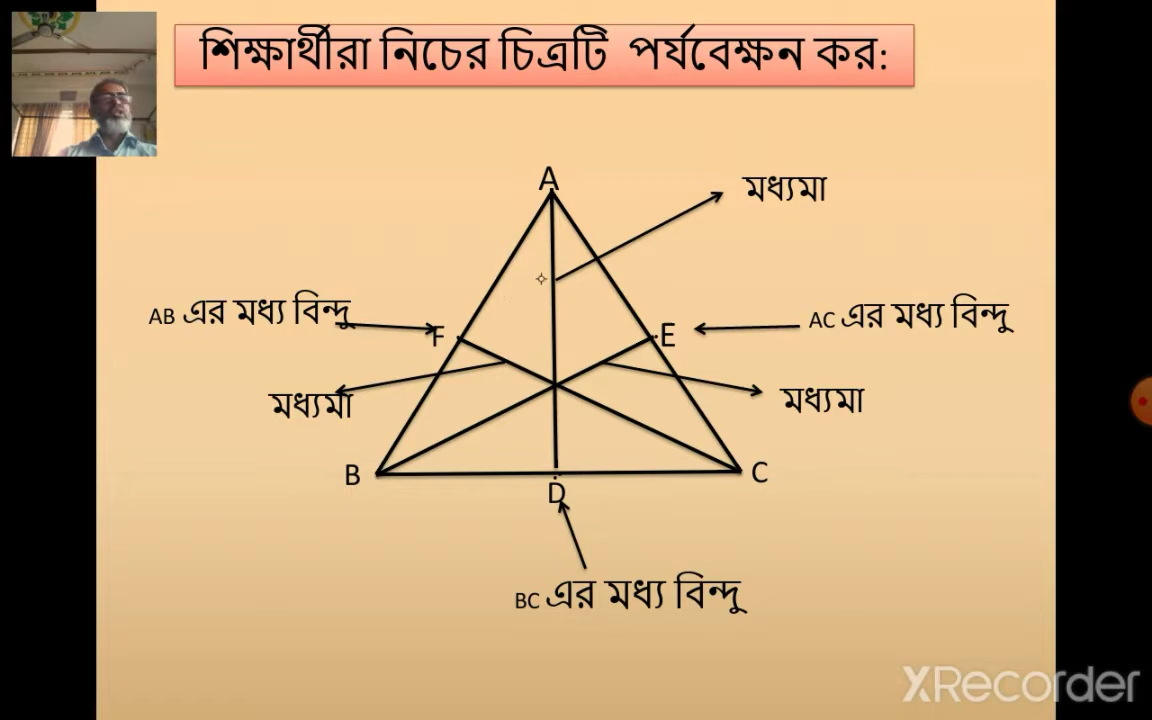 শিক্ষার্থীরা নিচের চিত্রটি পর্যবেক্ষন কর:
A
মধ্যমা
AB এর মধ্য বিন্দু
F
E
AC এর মধ্য বিন্দু
মধ্যমা
মধ্যমা
B
D
C
BC এর মধ্য বিন্দু
XRecorder